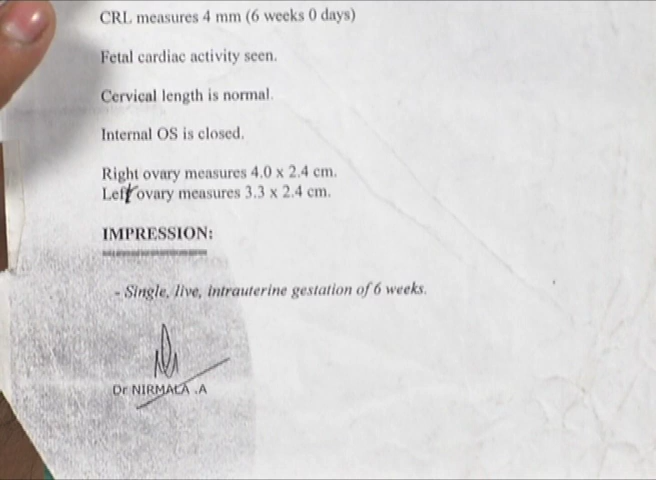 CRL measures 4 mm (6 weeks 0 days)
Fetal cardiac activity seen.
Cervical length is normal.
Internal OS is closed.
Right ovary measures 4.0 x 2.4 cm.
Left ovary measures 3.3 x 2.4 cm.
IMPRESSION:
- Single, live, intrauterine gestation of 6 weeks.
Dr NIRMALA .A